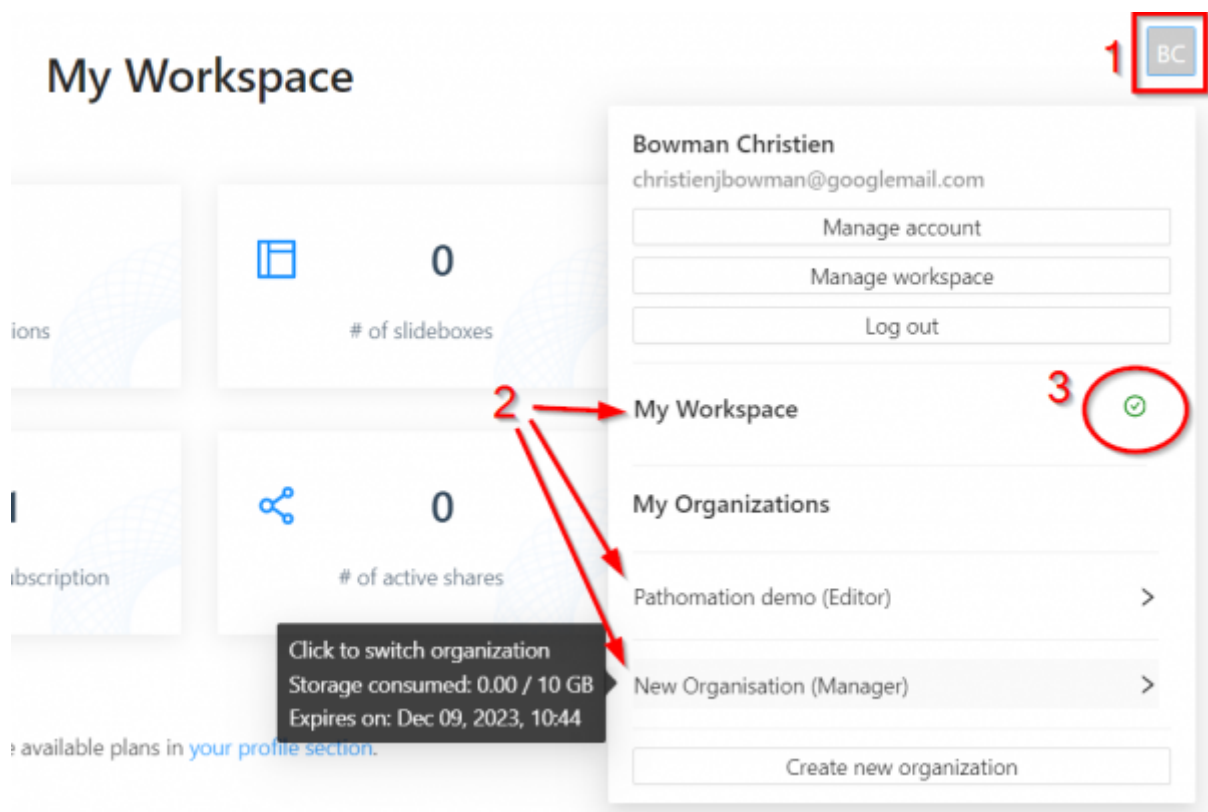 1
BC
My Workspace
Bowman Christien
christienjbowman@googlemail.com
Manage account
Manage workspace
Log out
0
ions
# of slideboxes
2
My Workspace
3
My Organizations
1
0
bscription
# of active shares
Pathomation demo (Editor)
Click to switch organization
Storage consumed: 0.00 / 10 GB
Expires on: Dec 09, 2023, 10:44
New Organisation (Manager)
available plans in your profile section.
Create new organization